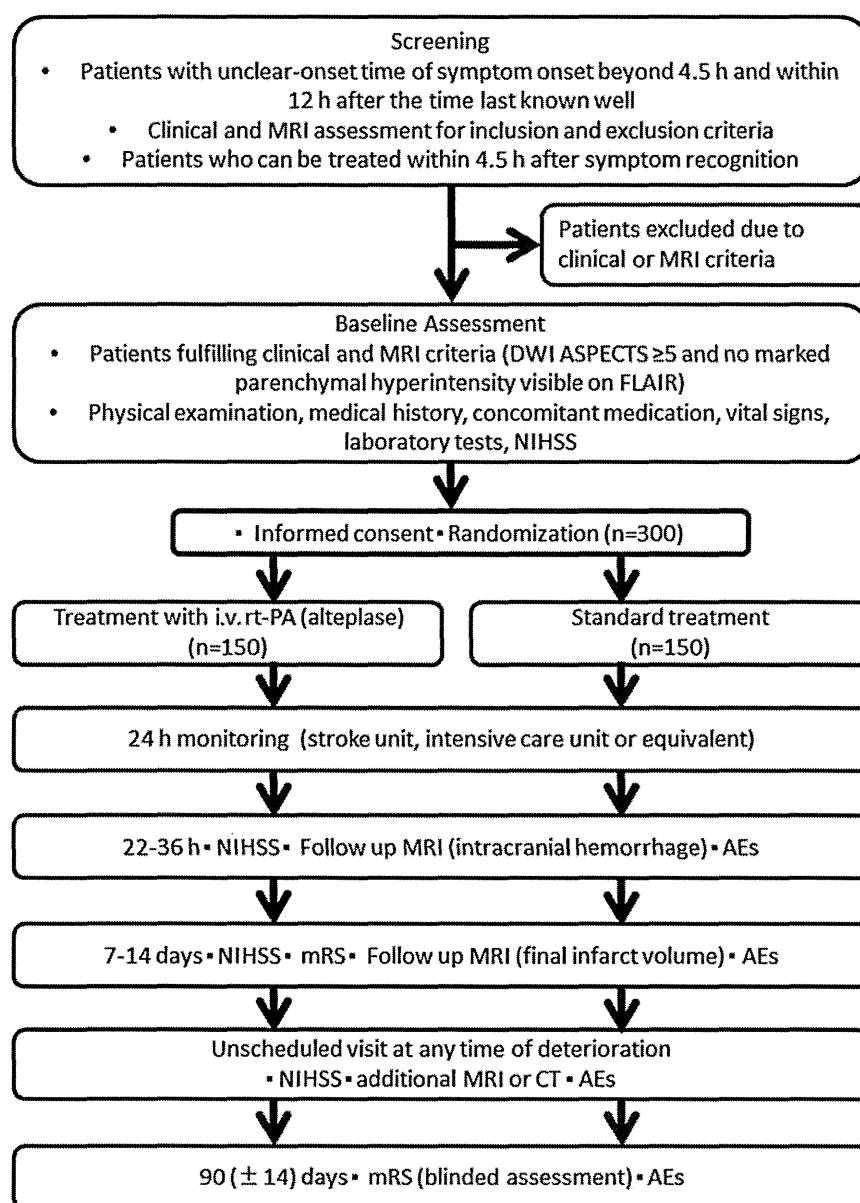 Screening
• Patients with unclear-onset time of symptom onset beyond 4.5 h and within
12 h after the time last known well
• Clinical and MRI assessment for inclusion and exclusion criteria
• Patients who can be treated within 4.5 h after symptom recognition
Patients excluded due to
clinical or MRI criteria
Baseline Assessment
• Patients fulfilling clinical and MRI criteria (DWI ASPECTS ≥5 and no marked
parenchymal hyperintensity visible on FLAIR)
• Physical examination, medical history, concomitant medication, vital signs,
laboratory tests, NIHSS
▪ Informed consent ▪ Randomization (n=300)
Treatment with i.v. rt-PA (alteplase)
(n=150)
Standard treatment
(n=150)
24 h monitoring (stroke unit, intensive care unit or equivalent)
22-36 h ▪ NIHSS ▪ Follow up MRI (intracranial hemorrhage) ▪ AEs
7-14 days ▪ NIHSS ▪ mRS ▪ Follow up MRI (final infarct volume) ▪ AEs
Unscheduled visit at any time of deterioration
▪ NIHSS ▪ additional MRI or CT ▪ AEs
90 (± 14) days ▪ mRS (blinded assessment) ▪ AEs